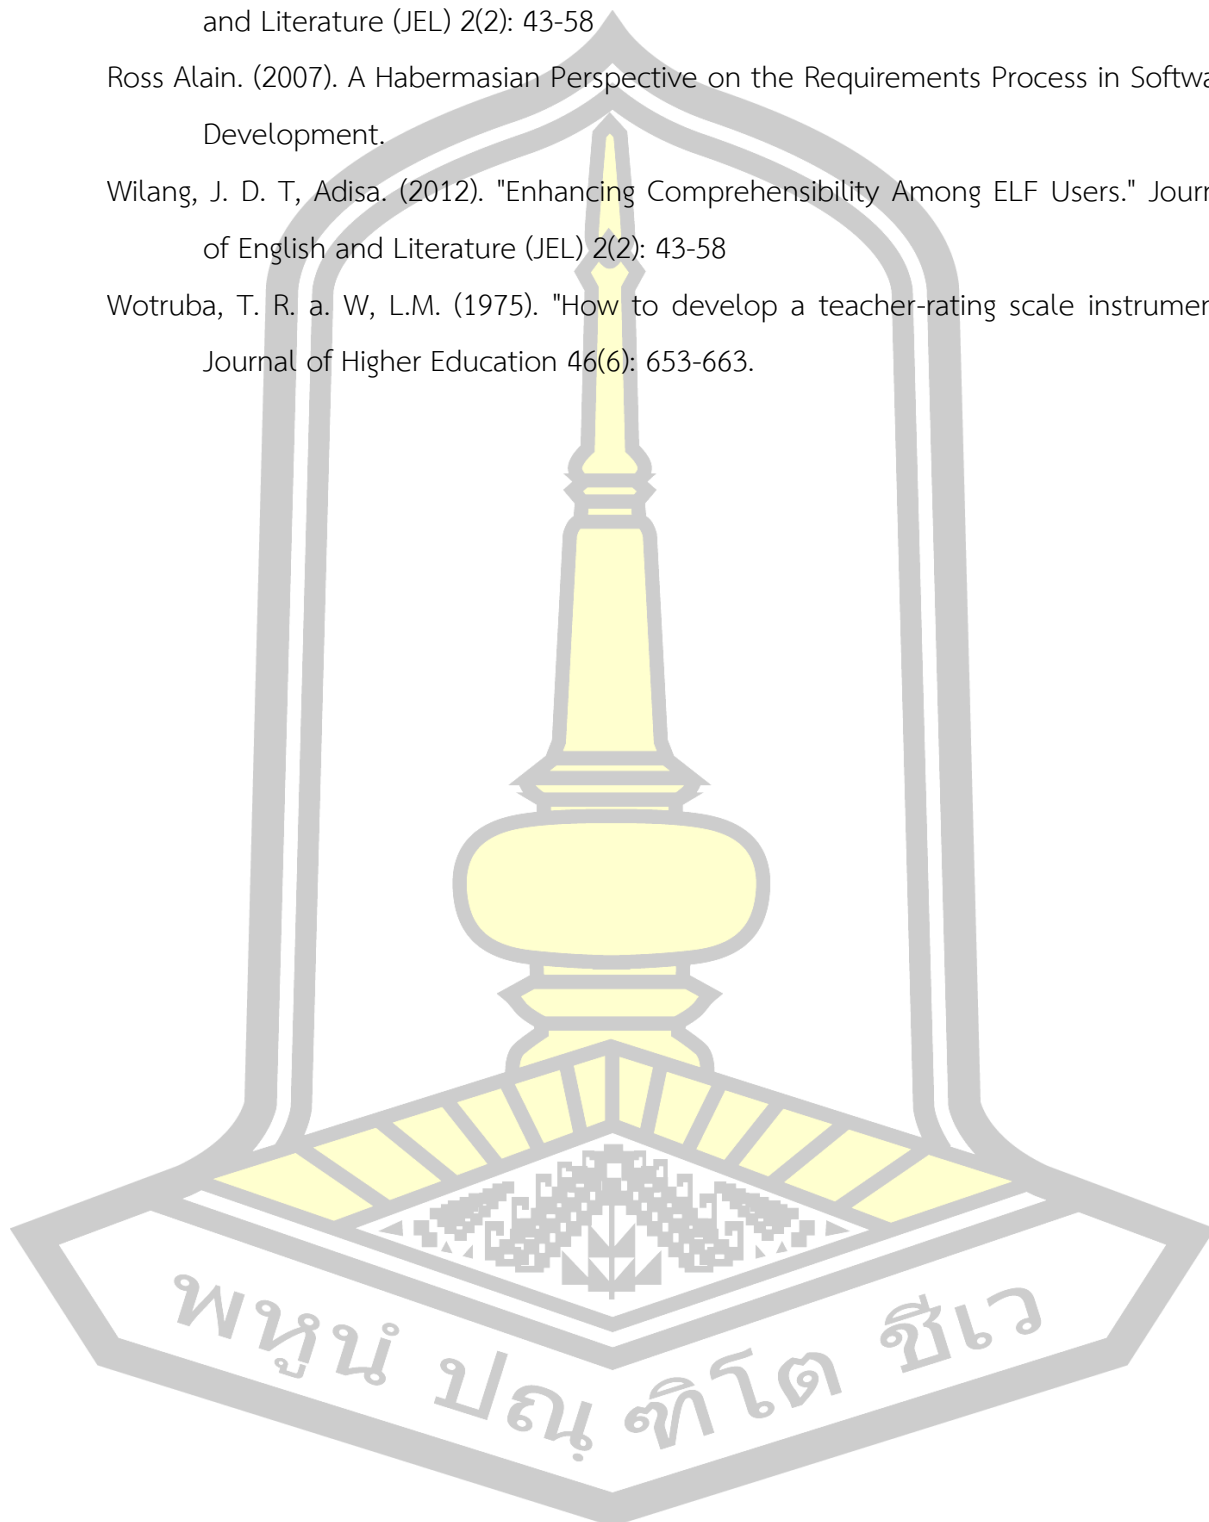 and Literature (JEL) 2(2): 43-58
Ross Alain. (2007). A Habermasian Perspective on the Requirements Process in Softwa
Development.
Wilang, J. D. T, Adisa. (2012). "Enhancing Comprehensibility Among ELF Users." Journ
of English and Literature (JEL) 2(2): 43-58
Wotruba, T. R. a. W, L.M. (1975). "How to develop a teacher-rating scale instrumen
Journal of Higher Education 46(6): 653-663.
พหูนํ ปณฺ ฑิโต ชีเว